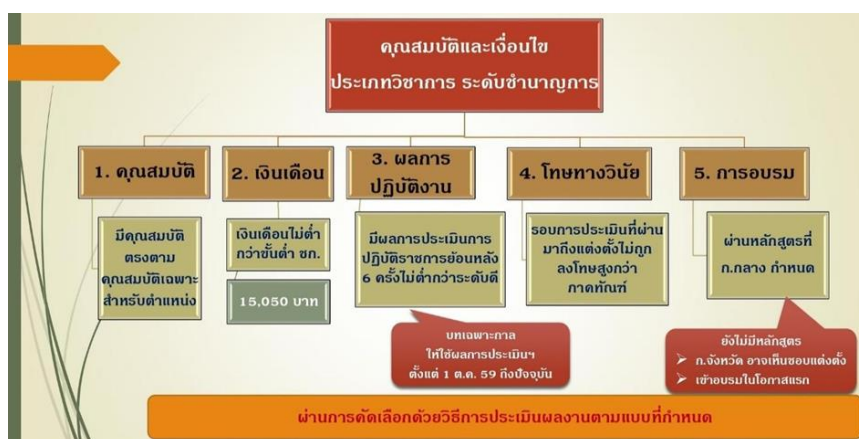 คุณสมบัติและเงื่อนไข
ประเภทวิชาการ ระดับชำนาญการ
1. คุณสมบัติ
มีคุณสมบัติ
ตรงตาม
คุณสมบัติเฉพาะ
สำหรับตำแหน่ง
2. เงินเดือน
เงินเดือนไม่ต่ำ
กว่าขั้นต่ำ ชก.
15,050 บาท
3. ผลการ
ปฏิบัติงาน
มีผลการประเมินการ
ปฏิบัติราชการย้อนหลัง
6 ครั้งไม่ต่ำกว่าระดับดี
บทเฉพาะกาล
ให้ใช้ผลการประเมินฯ
ตั้งแต่ 1 ต.ค. 59 ถึงปัจจุบัน
4. โทษทางวินัย
รอบการประเมินที่ผ่าน
มาถึงแต่งตั้งไม่ถูก
ลงโทษสูงกว่า
ภาคทัณฑ์
5. การอบรม
ผ่านหลักสูตรที่
ก.กลาง กำหนด
ยังไม่มีหลักสูตร
➤ ก.จังหวัด อาจเห็นชอบแต่งตั้ง
➤ เข้าอบรมในโอกาสแรก
ผ่านการคัดเลือกด้วยวิธีการประเมินผลงานตามแบบที่กำหนด